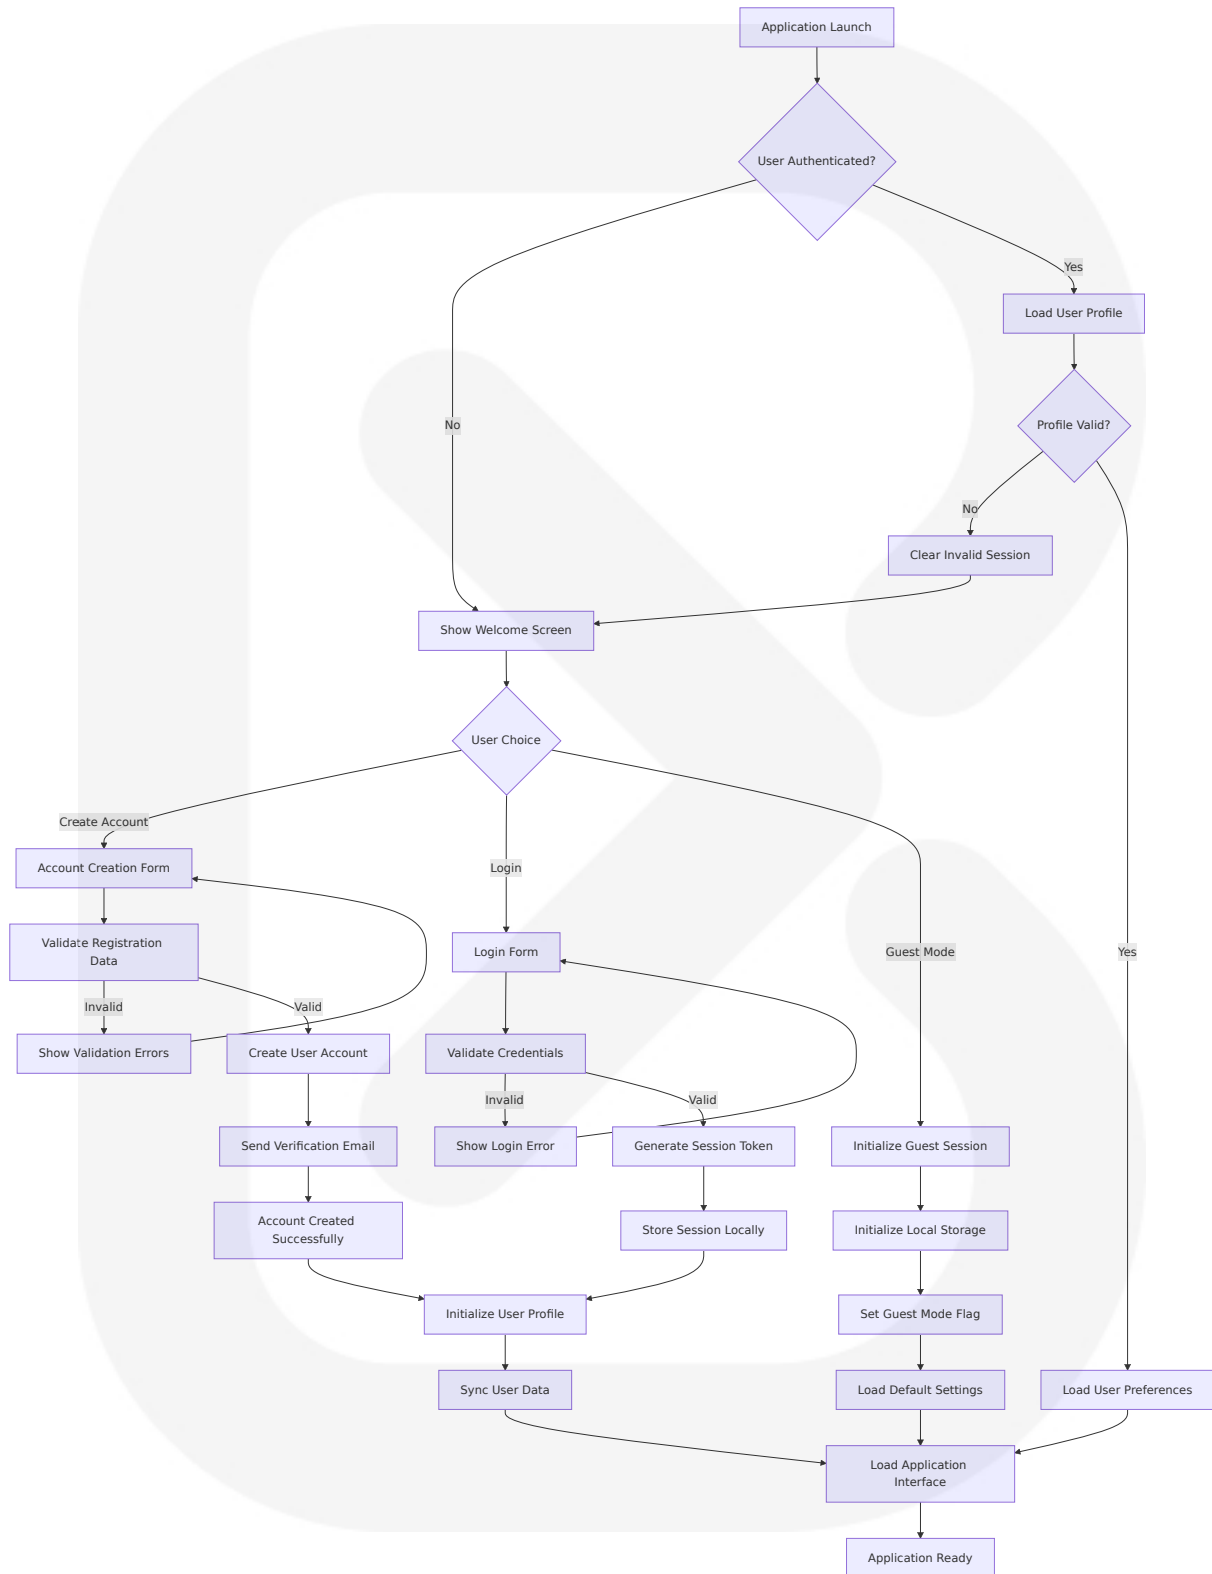 Application Launch
User Authenticated?
Yes
Load User Profile
No
Profile Valid?
No
Clear Invalid Session
Show Welcome Screen
User Choice
Create Account
Account Creation Form
Login
Login Form
Guest Mode
Yes
Validate Registration
Data
Invalid
Valid
Show Validation Errors
Create User Account
Validate Credentials
Invalid
Valid
Send Verification Email
Show Login Error
Generate Session Token
Initialize Guest Session
Account Created
Successfully
Store Session Locally
Initialize Local Storage
Initialize User Profile
Set Guest Mode Flag
Sync User Data
Load Default Settings
Load User Preferences
Load Application
Interface
Application Ready